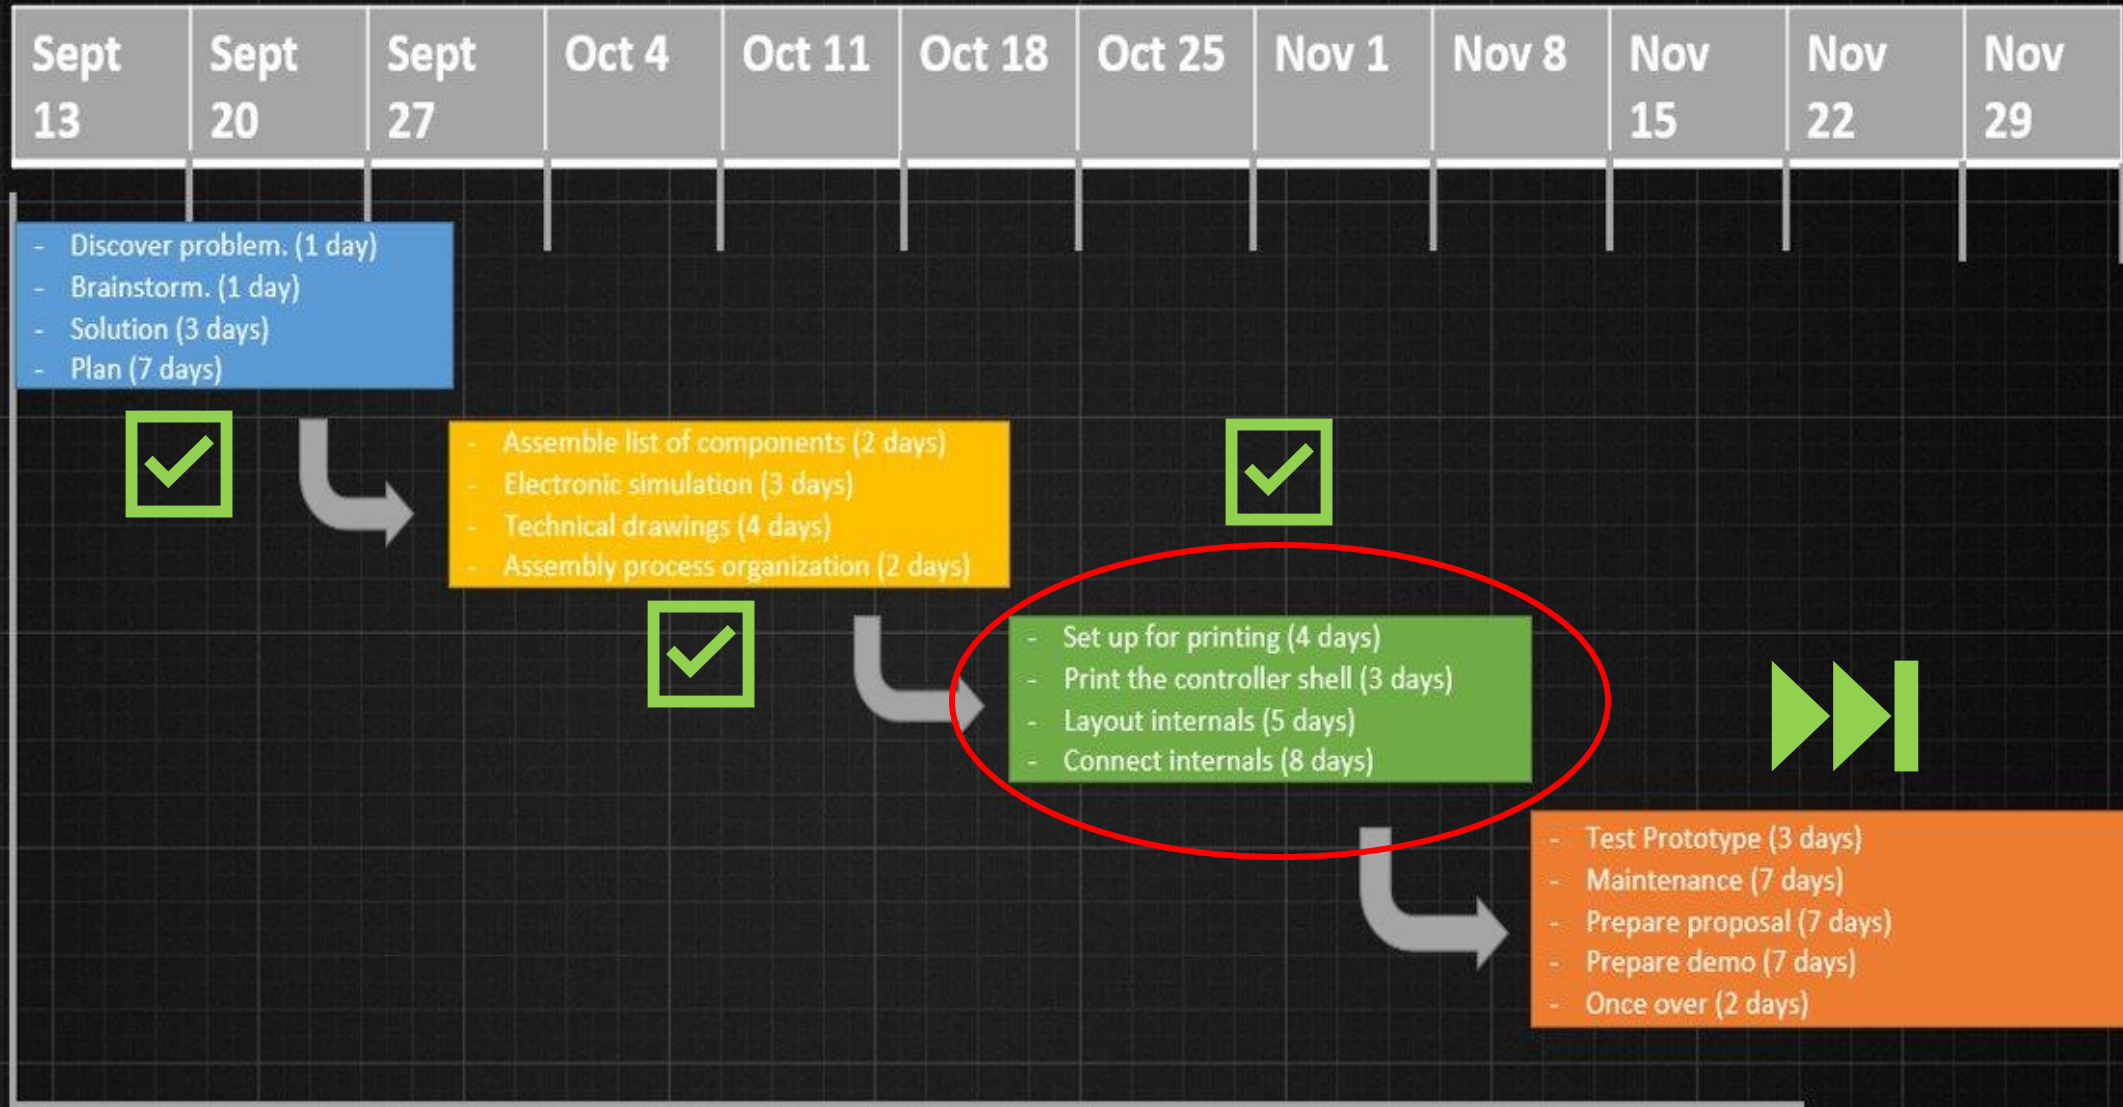 Sept 13
Sept 20
Sept 27
Oct 4
Oct 11
Oct 18
Oct 25
Nov 1
Nov 8
Nov 15
Nov 22
Nov 29
- Discover problem. (1 day)
- Brainstorm. (1 day)
- Solution (3 days)
- Plan (7 days)
- Assemble list of components (2 days)
- Electronic simulation (3 days)
- Technical drawings (4 days)
- Assembly process organization (2 days)
- Set up for printing (4 days)
- Print the controller shell (3 days)
- Layout internals (5 days)
- Connect internals (8 days)
- Test Prototype (3 days)
- Maintenance (7 days)
- Prepare proposal (7 days)
- Prepare demo (7 days)
- Once over (2 days)